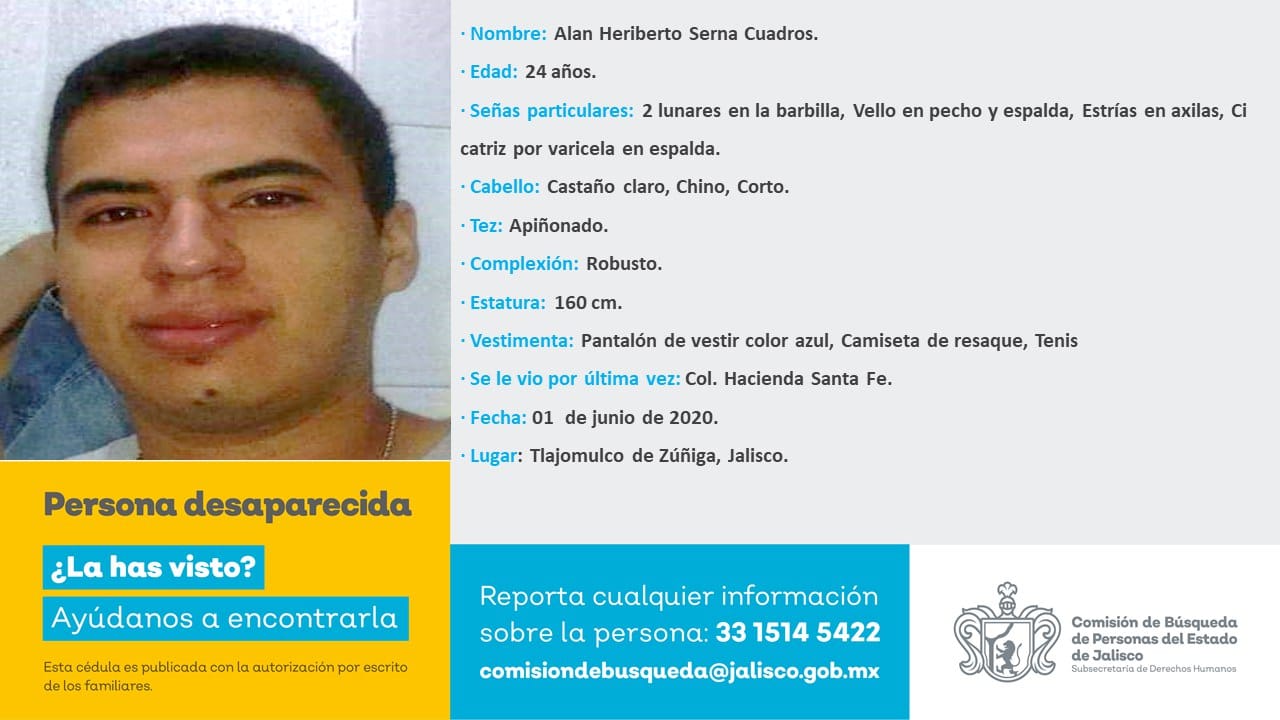 · Nombre: Alan Heriberto Serna Cuadros.
· Edad: 24 años.
· Señas particulares: 2 lunares en la barbilla, Vello en pecho y espalda, Estrías en axilas, Ci
catriz por varicela en espalda.
· Cabello: Castaño claro, Chino, Corto.
· Tez: Apiñonado.
· Complexión: Robusto.
· Estatura: 160 cm.
· Vestimenta: Pantalón de vestir color azul, Camiseta de resaque, Tenis
· Se le vio por última vez: Col. Hacienda Santa Fe.
· Fecha: 01 de junio de 2020.
· Lugar: Tlajomulco de Zúñiga, Jalisco.
Persona desaparecida
¿La has visto?
Ayúdanos a encontrarla
Esta cédula es publicada con la autorización por escrito
de los familiares.
Reporta cualquier información
sobre la persona: 33 1514 5422
comisiondebusqueda@jalisco.gob.mx
Comisión de Búsqueda
de Personas del Estado
de Jalisco
Subsecretaría de Derechos Humanos